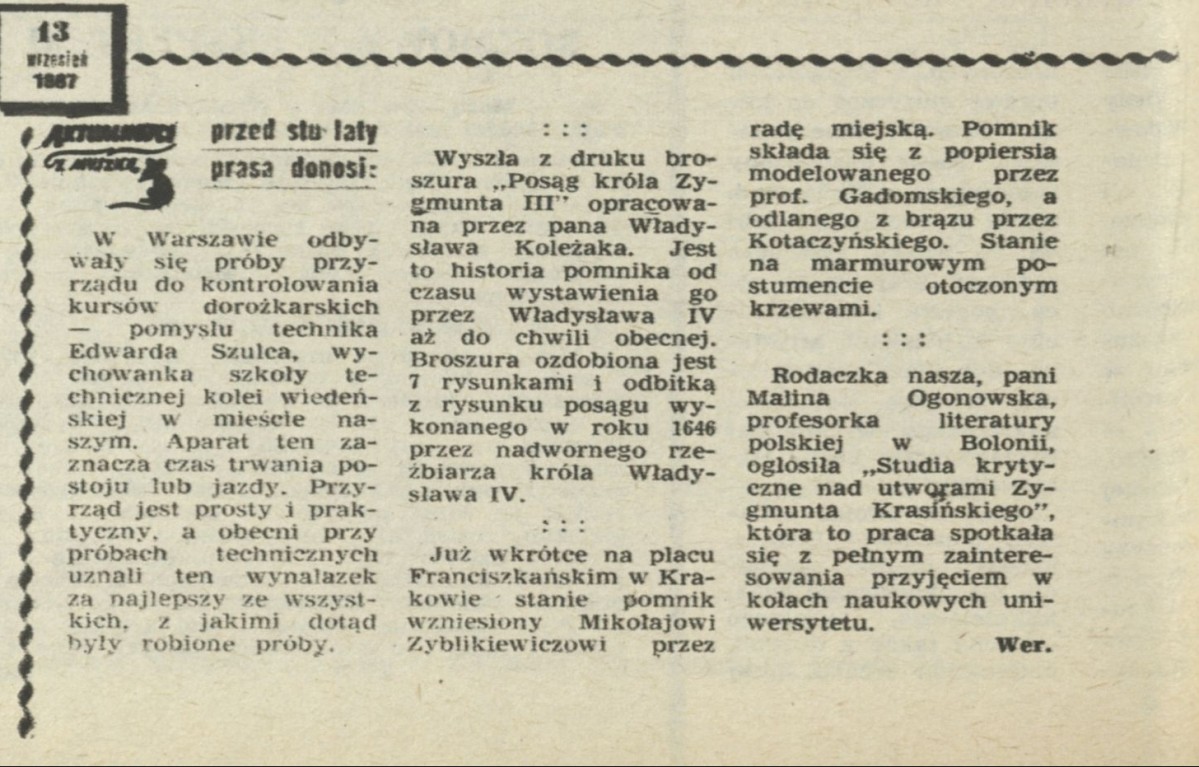 13
wrzesień
1887
AKTUALNOŚCI
Z MYSZKĄ
przed stu laty
prasa donosi:
W Warszawie odby-
wały się próby przy-
rządu do kontrolowania
kursów dorożkarskich
— pomysłu technika
Edwarda Szulca, wy-
chowanka szkoły te-
chnicznej kolei wiedeń-
skiej w mieście na-
szym. Aparat ten za-
znacza czas trwania po-
stoju lub jazdy. Przy-
rząd jest prosty i prak-
tyczny, a obecni przy
próbach technicznych
uznali ten wynalazek
za najlepszy ze wszyst-
kich, z jakimi dotąd
były robione próby.
: : :
Wyszła z druku bro-
szura „Posąg króla Zy-
gmunta III" opracowa-
na przez pana Włady-
sława Koleżaka. Jest
to historia pomnika od
czasu wystawienia go
przez Władysława IV
aż do chwili obecnej.
Broszura ozdobiona jest
7 rysunkami i odbitką
z rysunku posągu wy-
konanego w roku 1646
przez nadwornego rze-
źbiarza króla Włady-
sława IV.
: : :
Już wkrótce na placu
Franciszkańskim w Kra-
kowie stanie pomnik
wzniesiony Mikołajowi
Zyblikiewiczowi przez
radę miejską. Pomnik
składa się z popiersia
modelowanego przez
prof. Gadomskiego, a
odlanego z brązu przez
Kotaczyńskiego. Stanie
na marmurowym po-
stumencie otoczonym
krzewami.
: : :
Rodaczka nasza, pani
Malina Ogonowska,
profesorka literatury
polskiej w Bolonii,
ogłosiła „Studia kryty-
czne nad utworami Zy-
gmunta Krasińskiego",
która to praca spotkała
się z pełnym zaintere-
sowania przyjęciem w
kołach naukowych uni-
wersytetu.
Wer.